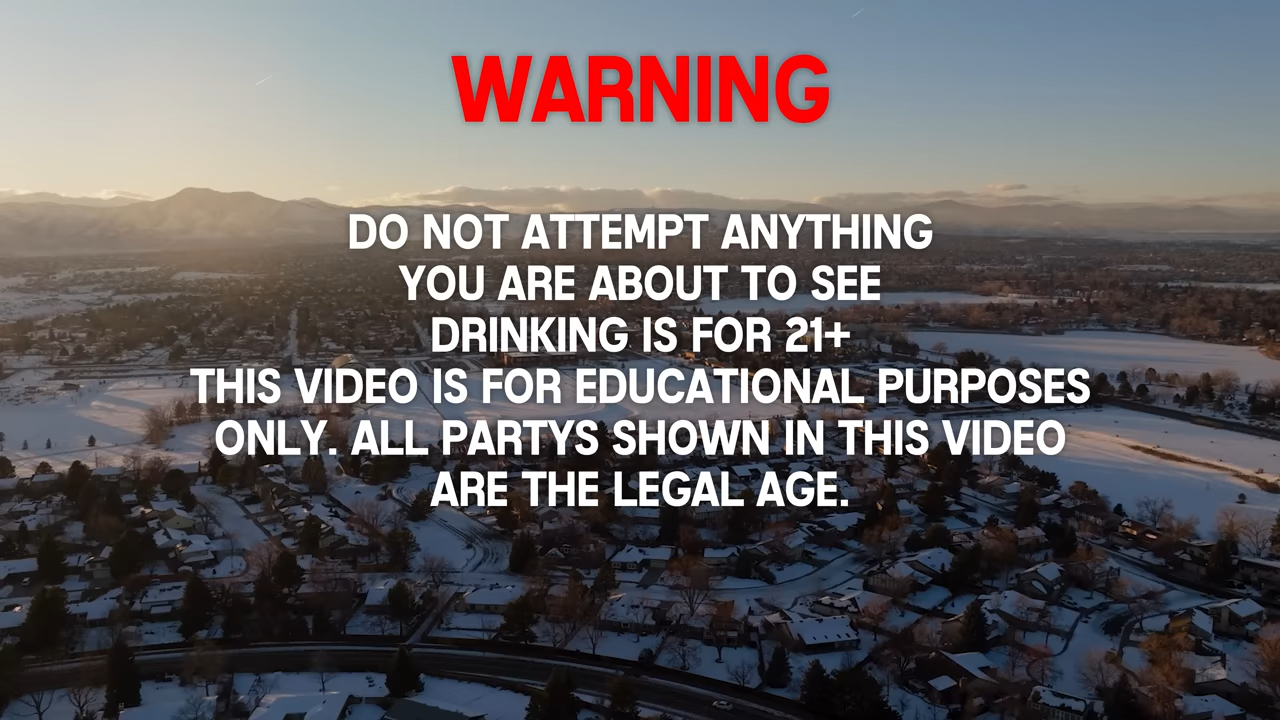 WARNING
DO NOT ATTEMPT ANYTHING
YOU ARE ABOUT TO SEE
DRINKING IS FOR 21+
THIS VIDEO IS FOR EDUCATIONAL PURPOSES
ONLY. ALL PARTYS SHOWN IN THIS VIDEO
ARE THE LEGAL AGE.